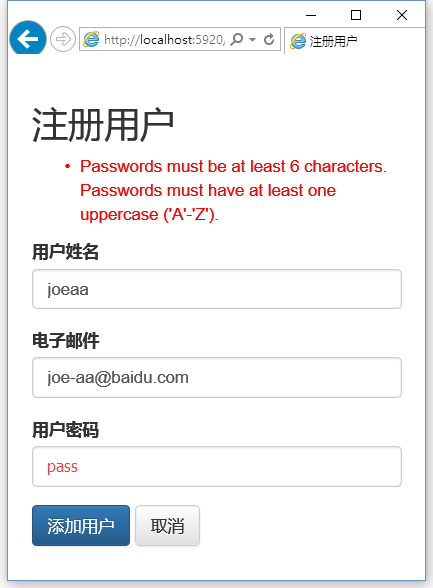 http://localhost:5920,
注册用户
注册用户
• Passwords must be at least 6 characters.
Passwords must have at least one
uppercase ('A'-'Z').
用户姓名
joeaa
电子邮件
joe-aa@baidu.com
用户密码
pass
添加用户 取消